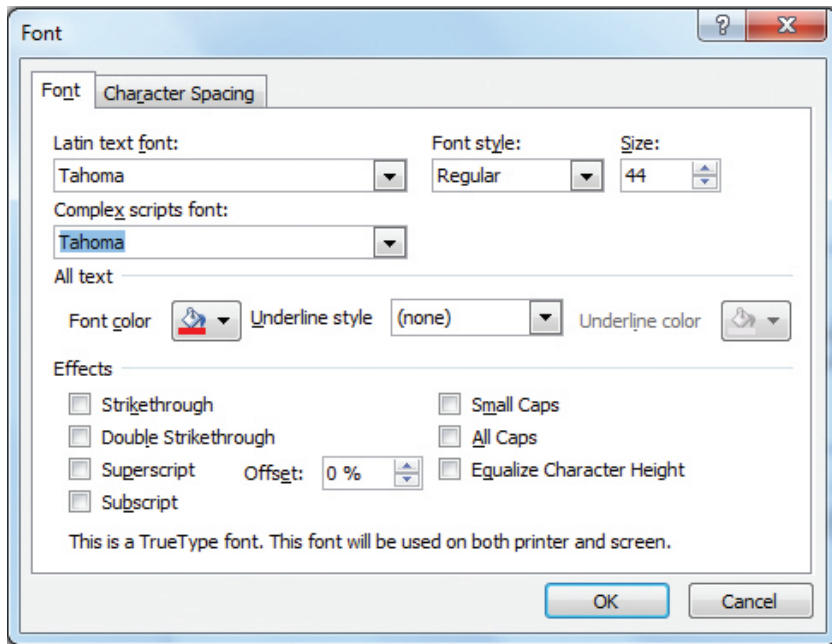 Font
?
X
Font
Character Spacing
Latin text font:
Font style:
Size:
Tahoma
Regular
44
Complex scripts font:
Tahoma
All text
Font color
Underline style
(none)
Underline color
Effects
Strikethrough
Small Caps
Double Strikethrough
All Caps
Superscript
Offset:
0 %
Equalize Character Height
Subscript
This is a TrueType font. This font will be used on both printer and screen.
OK
Cancel